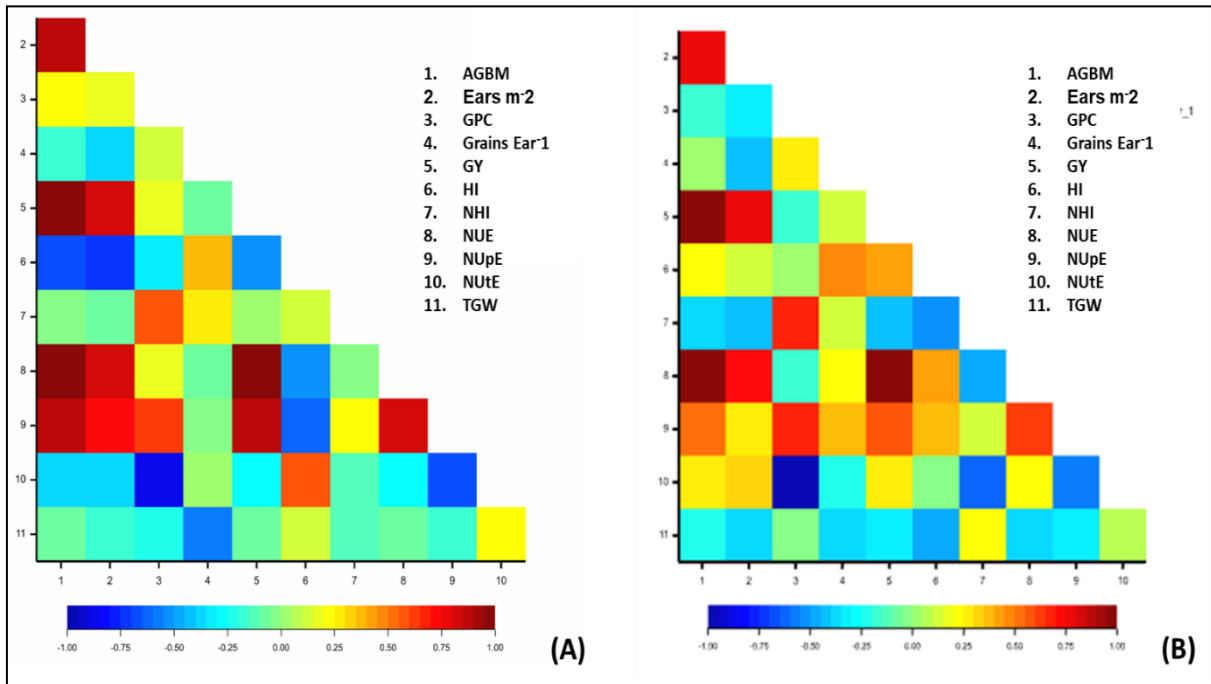 1. AGBM
2. Ears m-2
3. GPC
4. Grains Ear-1
5. GY
6. HI
7. NHI
8. NUE
9. NUpE
10. NUtE
11. TGW
2
3
4
5
6
7
8
9
10
11
1 2 3 4 5 6 7 8 9 10
-1.00 -0.75 -0.50 -0.25 0.00 0.25 0.50 0.75 1.00
(A)
1. AGBM
2. Ears m-2
3. GPC
4. Grains Ear-1
5. GY
6. HI
7. NHI
8. NUE
9. NUpE
10. NUtE
11. TGW
2
3
4
5
6
7
8
9
10
11
1 2 3 4 5 6 7 8 9 10
-1.00 -0.75 -0.50 -0.25 0.00 0.25 0.50 0.75 1.00
(B)